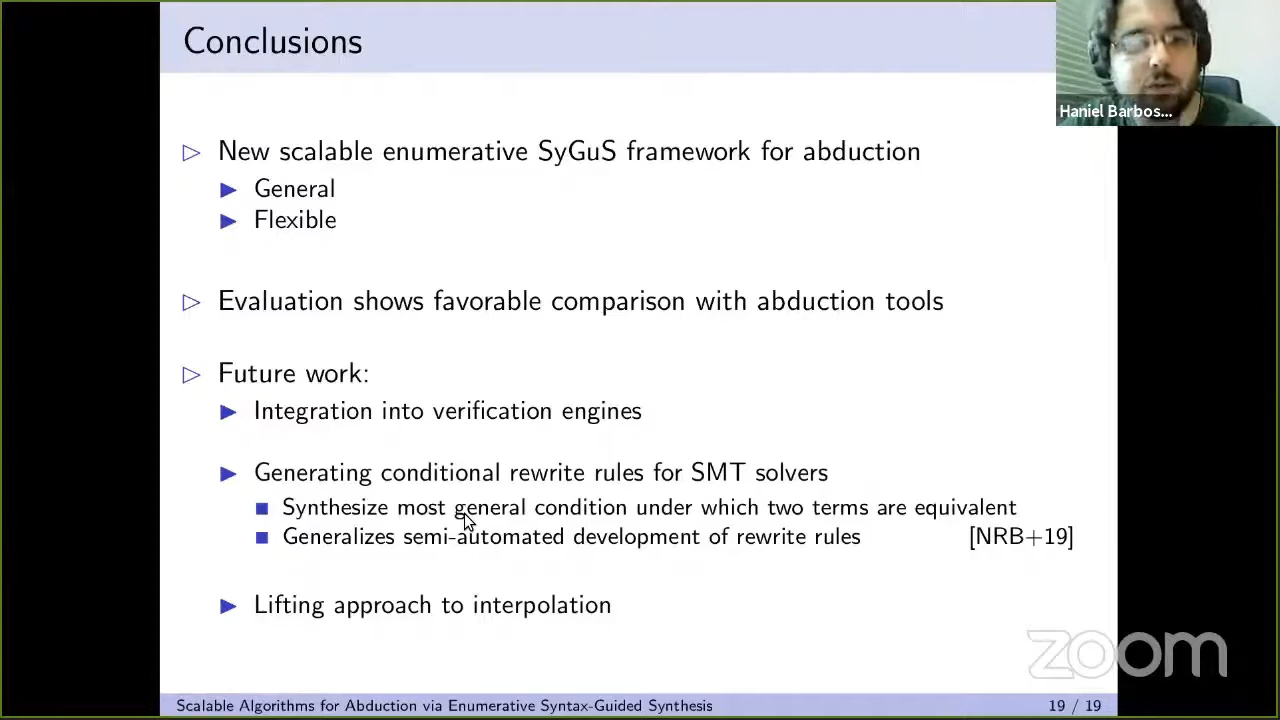 Conclusions
Haniel Barbos...
New scalable enumerative SyGuS framework for abduction
General
Flexible
Evaluation shows favorable comparison with abduction tools
Future work:
Integration into verification engines
Generating conditional rewrite rules for SMT solvers
Synthesize most general condition under which two terms are equivalent
Generalizes semi-automated development of rewrite rules [NRB+19]
Lifting approach to interpolation
zoom
Scalable Algorithms for Abduction via Enumerative Syntax-Guided Synthesis 19 / 19